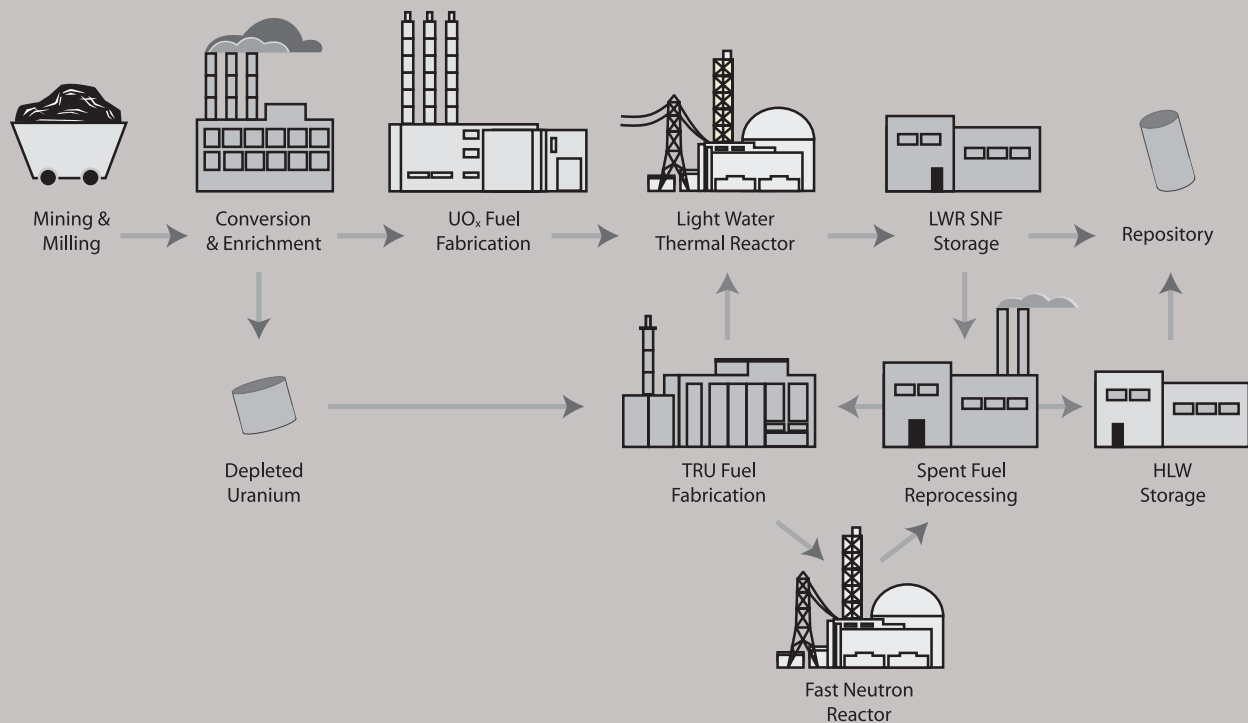 Mining &
Milling
Conversion
& Enrichment
UOₓ Fuel
Fabrication
Light Water
Thermal Reactor
LWR SNF
Storage
Repository
Depleted
Uranium
TRU Fuel
Fabrication
Spent Fuel
Reprocessing
HLW
Storage
Fast Neutron
Reactor